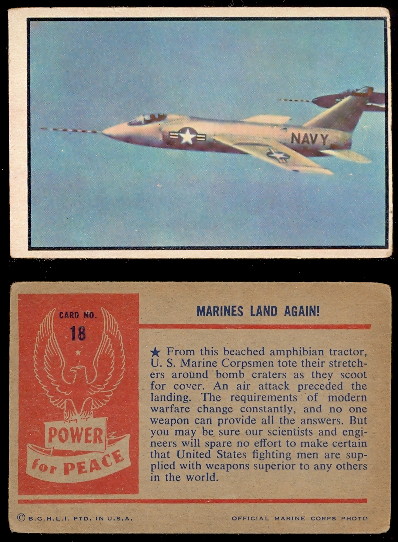 NAVY
CARD NO.
18
POWER
for PEACE
MARINES LAND AGAIN!
★ From this beached amphibian tractor,
U. S. Marine Corpsmen tote their stretch-
ers around bomb craters as they scoot
for cover. An air attack preceded the
landing. The requirements of modern
warfare change constantly, and no one
weapon can provide all the answers. But
you may be sure our scientists and engi-
neers will spare no effort to make certain
that United States fighting men are sup-
plied with weapons superior to any others
in the world.
© B.G.H.L.I. PTD. IN U.S.A.
OFFICIAL MARINE CORPS PHOTO